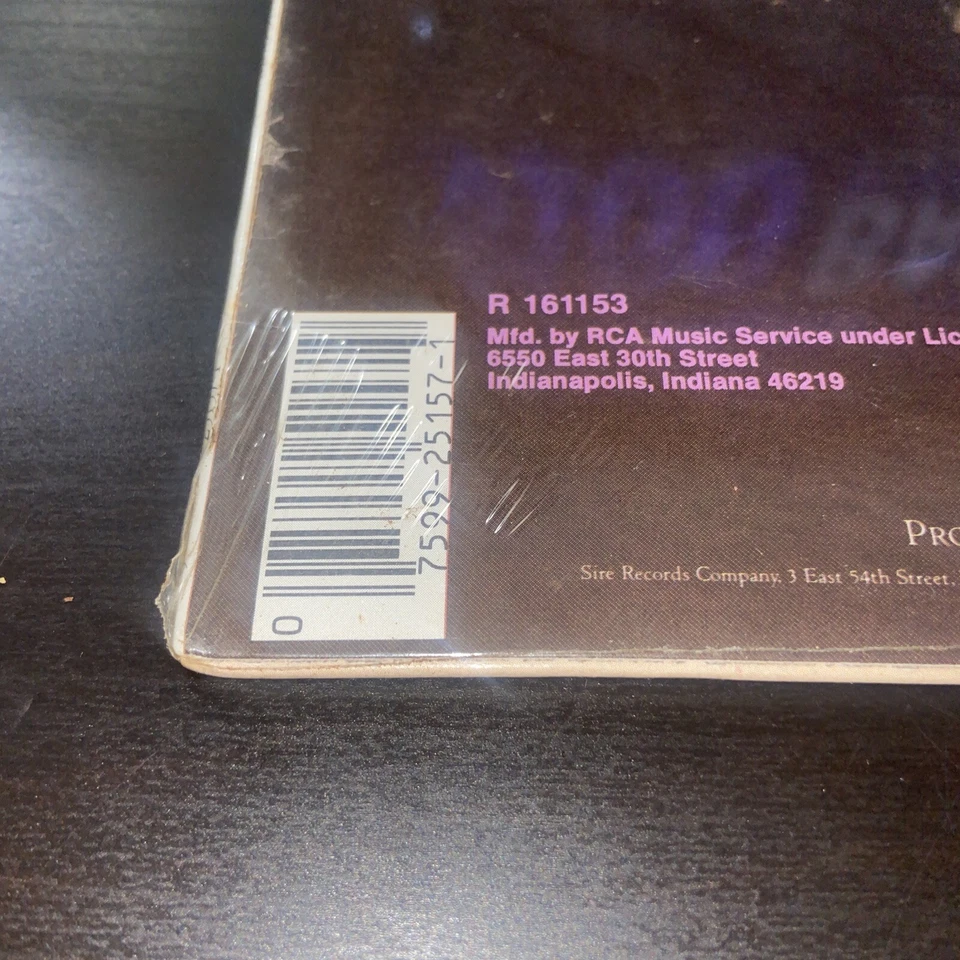 R 161153
Mfd. by RCA Music Service under Lic
6550 East 30th Street
Indianapolis, Indiana 46219
0 7599-25157-1
PRO
Sire Records Company, 3 East 54th Street,